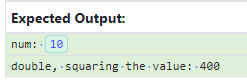 Expected Output:
num: 10
double, squaring the value: 400